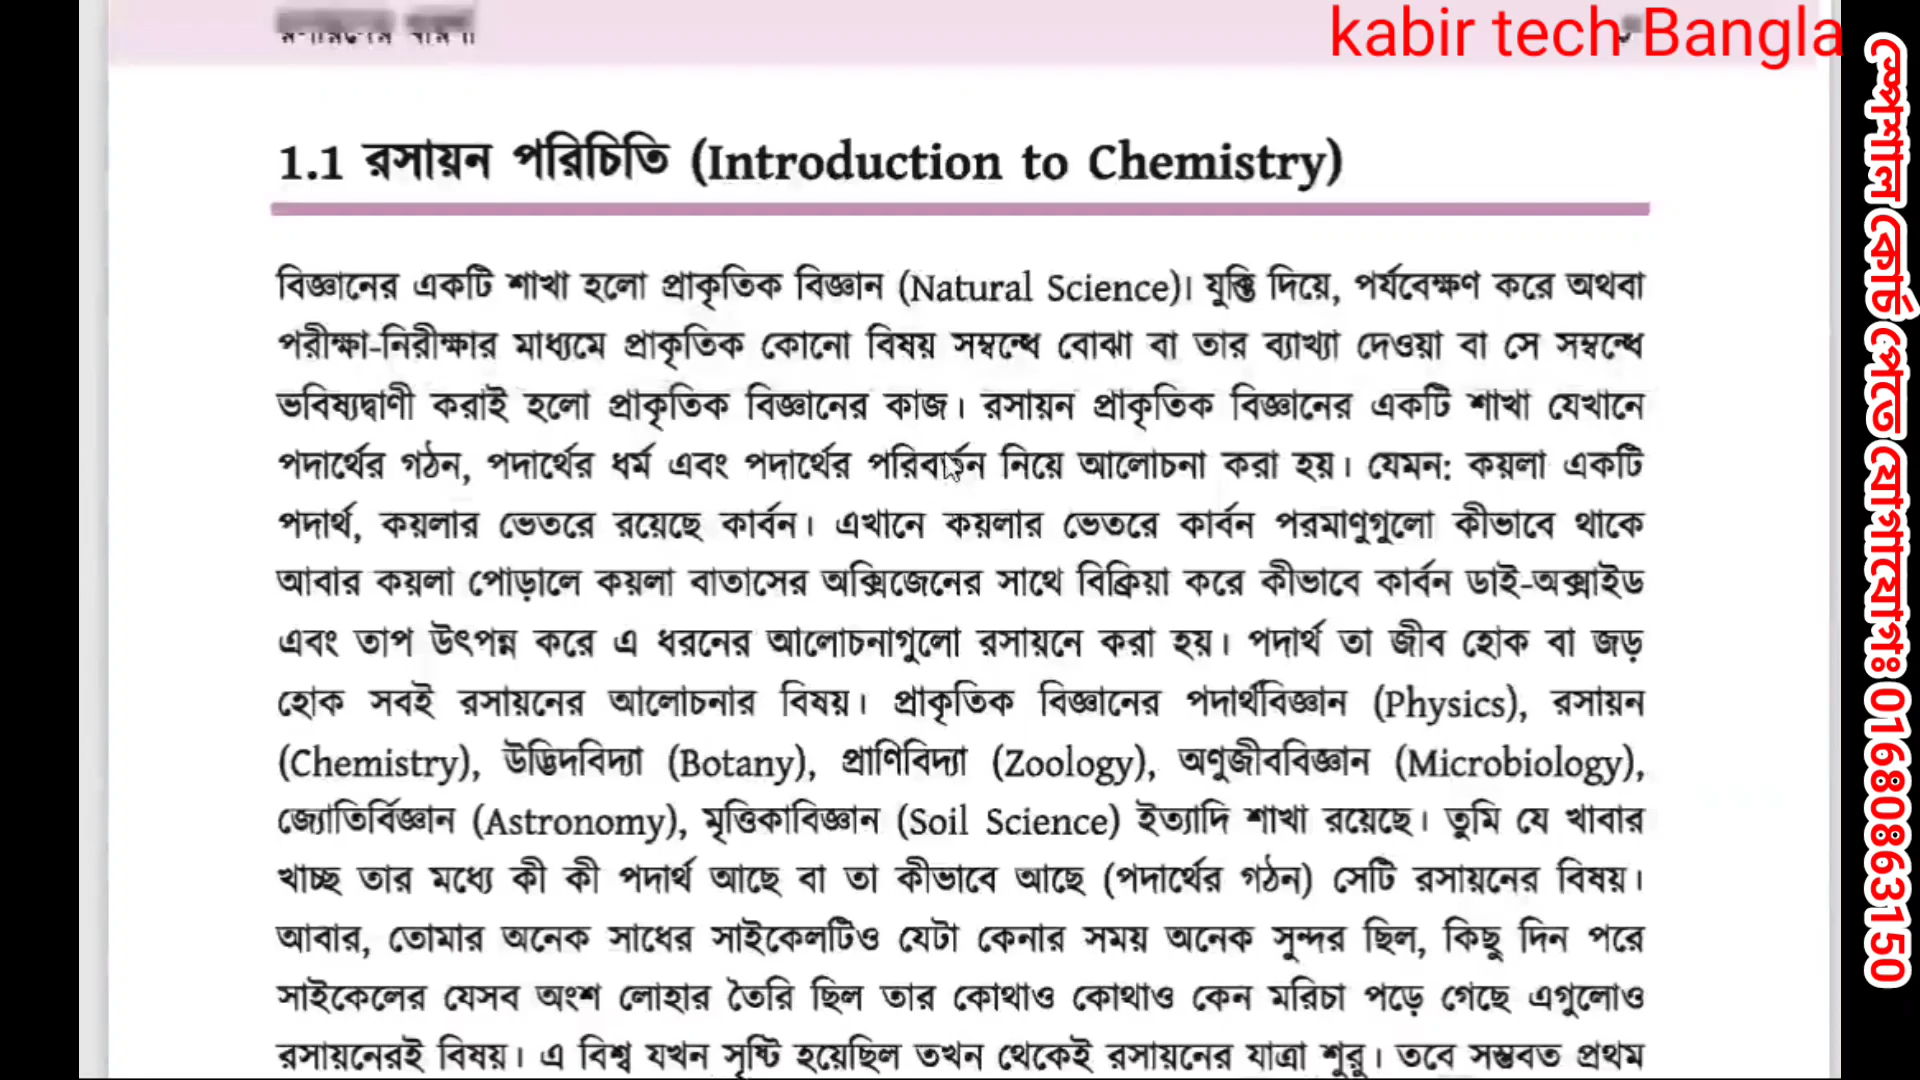 kabir tech Bangla
1.1 রসায়ন পরিচিতি (Introduction to Chemistry)
বিজ্ঞানের একটি শাখা হলো প্রাকৃতিক বিজ্ঞান (Natural Science)। যুক্তি দিয়ে, পর্যবেক্ষণ করে অথবা
পরীক্ষা-নিরীক্ষার মাধ্যমে প্রাকৃতিক কোনো বিষয় সম্বন্ধে বোঝা বা তার ব্যাখ্যা দেওয়া বা সে সম্বন্ধে
ভবিষ্যদ্বাণী করাই হলো প্রাকৃতিক বিজ্ঞানের কাজ। রসায়ন প্রাকৃতিক বিজ্ঞানের একটি শাখা যেখানে
পদার্থের গঠন, পদার্থের ধর্ম এবং পদার্থের পরিবর্তন নিয়ে আলোচনা করা হয়। যেমন: কয়লা একটি
পদার্থ, কয়লার ভেতরে রয়েছে কার্বন। এখানে কয়লার ভেতরে কার্বন পরমাণুগুলো কীভাবে থাকে
আবার কয়লা পোড়ালে কয়লা বাতাসের অক্সিজেনের সাথে বিক্রিয়া করে কীভাবে কার্বন ডাই-অক্সাইড
এবং তাপ উৎপন্ন করে এ ধরনের আলোচনাগুলো রসায়নে করা হয়। পদার্থ তা জীব হোক বা জড়
হোক সবই রসায়নের আলোচনার বিষয়। প্রাকৃতিক বিজ্ঞানের পদার্থবিজ্ঞান (Physics), রসায়ন
(Chemistry), উদ্ভিদবিদ্যা (Botany), প্রাণিবিদ্যা (Zoology), অণুজীববিজ্ঞান (Microbiology),
জ্যোতির্বিজ্ঞান (Astronomy), মৃত্তিকাবিজ্ঞান (Soil Science) ইত্যাদি শাখা রয়েছে। তুমি যে খাবার
খাচ্ছ তার মধ্যে কী কী পদার্থ আছে বা তা কীভাবে আছে (পদার্থের গঠন) সেটি রসায়নের বিষয়।
আবার, তোমার অনেক সাধের সাইকেলটিও যেটা কেনার সময় অনেক সুন্দর ছিল, কিছু দিন পরে
সাইকেলের যেসব অংশ লোহার তৈরি ছিল তার কোথাও কোথাও কেন মরিচা পড়ে গেছে এগুলোও
রসায়নেরই বিষয়। এ বিশ্ব যখন সৃষ্টি হয়েছিল তখন থেকেই রসায়নের যাত্রা শুরু। তবে সম্ভবত প্রথম
স্পেশাল কোর্চ পেতে যোগাযোগঃ 01680863150